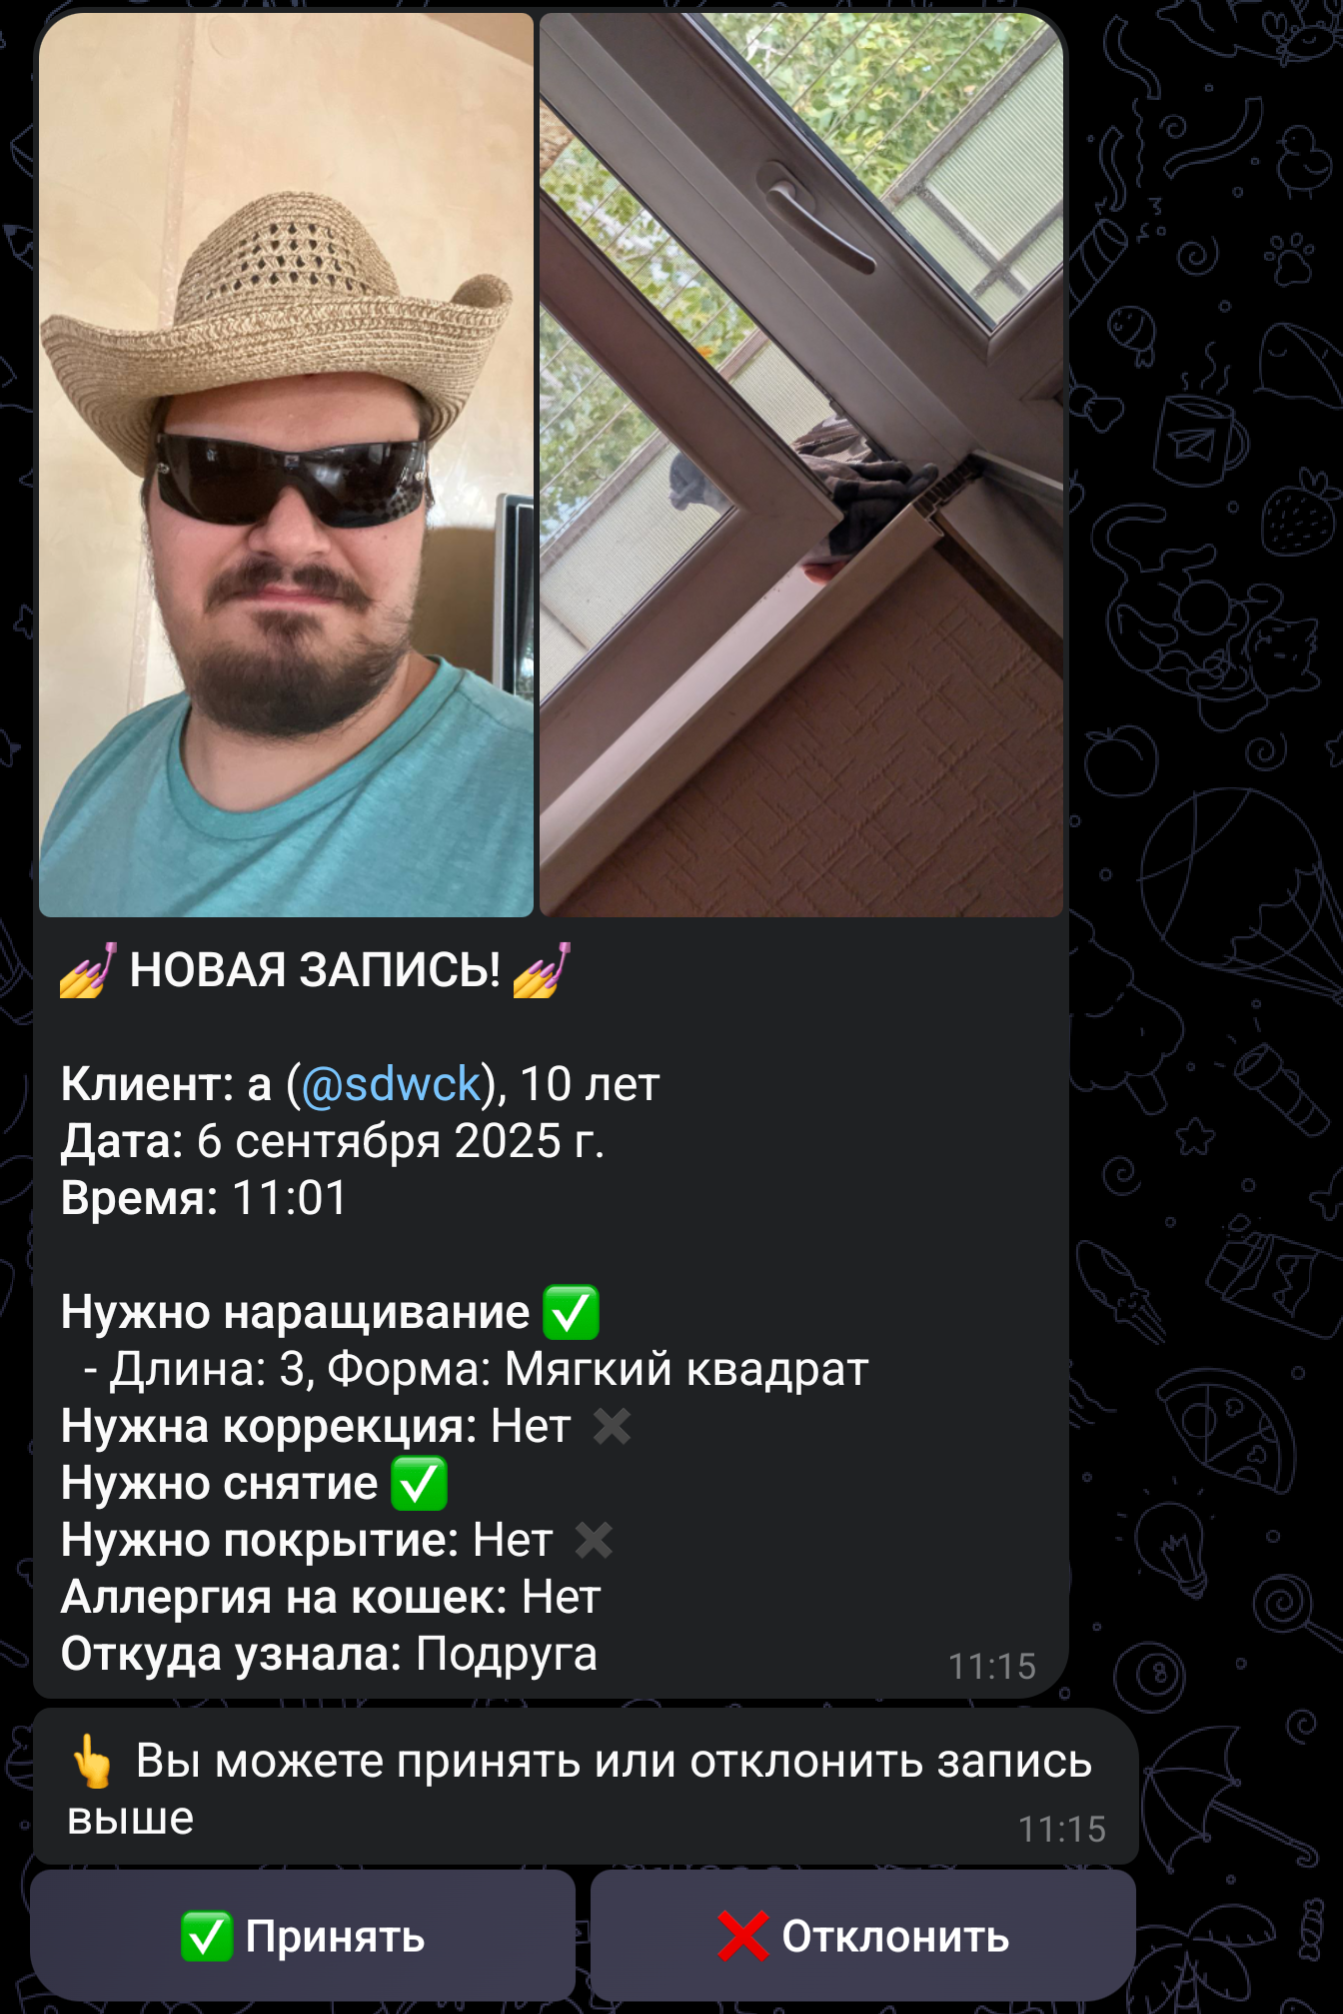 💅 НОВАЯ ЗАПИСЬ! 💅
Клиент: а (@sdwck), 10 лет
Дата: 6 сентября 2025 г.
Время: 11:01
Нужно наращивание ✅
- Длина: 3, Форма: Мягкий квадрат
Нужна коррекция: Нет ✖️
Нужно снятие ✅
Нужно покрытие: Нет ✖️
Аллергия на кошек: Нет
Откуда узнала: Подруга
11:15
👆 Вы можете принять или отклонить запись
выше
11:15
✅ Принять
❌ Отклонить